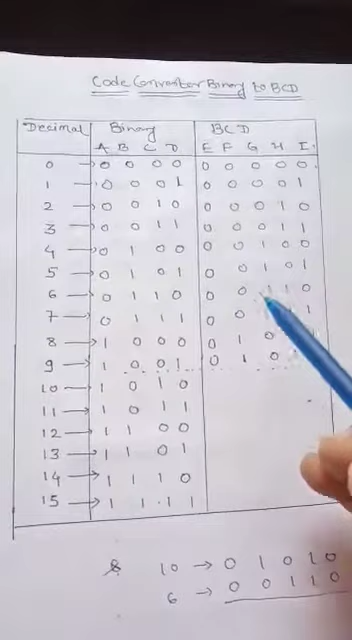 Code Converter Binary to BCD
Decimal Binary BCD
A B C D E F G H I
0 → 0 0 0 0 0 0 0 0 0
1 → 0 0 0 1 0 0 0 0 1
2 → 0 0 1 0 0 0 0 1 0
3 → 0 0 1 1 0 0 0 1 1
4 → 0 1 0 0 0 0 1 0 0
5 → 0 1 0 1 0 0 1 0 1
6 → 0 1 1 0 0 0 1 1 0
7 → 0 1 1 1 0 0 1
8 → 1 0 0 0 0 1 0
9 → 1 0 0 1 0 1 0
10 → 1 0 1 0
11 → 1 0 1 1
12 → 1 1 0 0
13 → 1 1 0 1
14 → 1 1 1 0
15 → 1 1 1 1
10 → 0 1 0 1 0
6 → 0 0 1 1 0